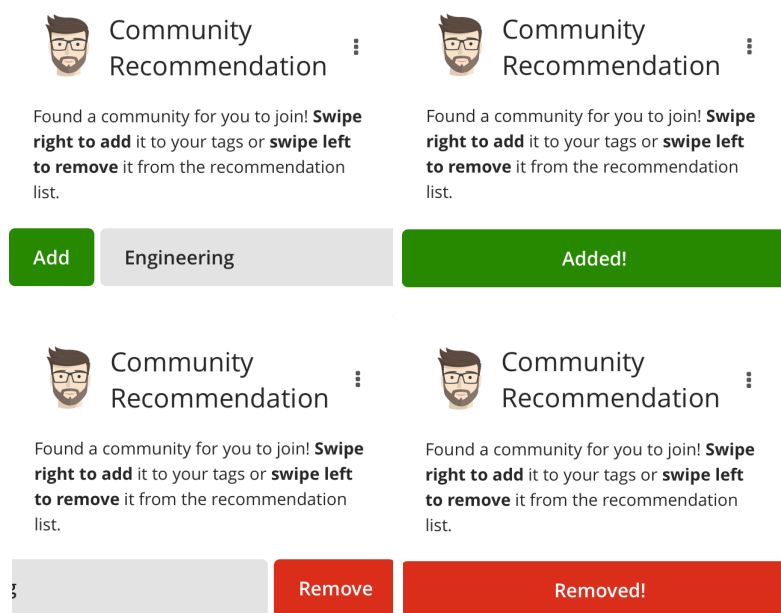 Community
Recommendation
Found a community for you to join! Swipe
right to add it to your tags or swipe left
to remove it from the recommendation
list.
Add
Engineering
Community
Recommendation
Found a community for you to join! Swipe
right to add it to your tags or swipe left
to remove it from the recommendation
list.
Added!
Community
Recommendation
Found a community for you to join! Swipe
right to add it to your tags or swipe left
to remove it from the recommendation
list.
g
Remove
Community
Recommendation
Found a community for you to join! Swipe
right to add it to your tags or swipe left
to remove it from the recommendation
list.
Removed!